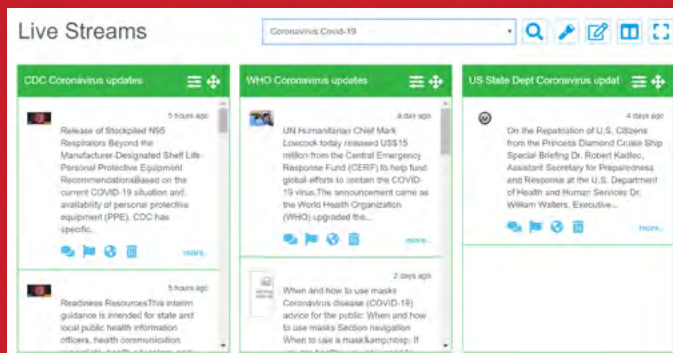 Live Streams
Coronavirus Covid-19
CDC Coronavirus updates
5 hours ago
Release of Stockpiled N95
Respirators Beyond the
Manufacturer-Designated Shelf Life-
Personal Protective Equipment
RecommendationsBased on the
current COVID-19 situation and
availability of personal protective
equipment (PPE), CDC has
specific..
more..
5 hours ago
Readiness ResourcesThis interim
guidance is intended for state and
local public health information
officers, health communication
WHO Coronavirus updates
a day ago
UN Humanitarian Chief Mark
Lowcock today released US$15
million from the Central Emergency
Response Fund (CERF) to help fund
global efforts to contain the COVID-
19 virus.The announcement came as
the World Health Organization
(WHO) upgraded the...
more..
2 days ago
When and how to use masks
Coronavirus disease (COVID-19)
advice for the public: When and how
to use masks Section navigation
When to use a mask&amp;nbsp; If
US State Dept Coronavirus updat
4 days ago
On the Repatriation of U.S. Citizens
from the Princess Diamond Cruise Ship
Special Briefing Dr. Robert Kadlec,
Assistant Secretary for Preparedness
and Response at the U.S. Department
of Health and Human Services Dr.
William Walters, Executive...
more..